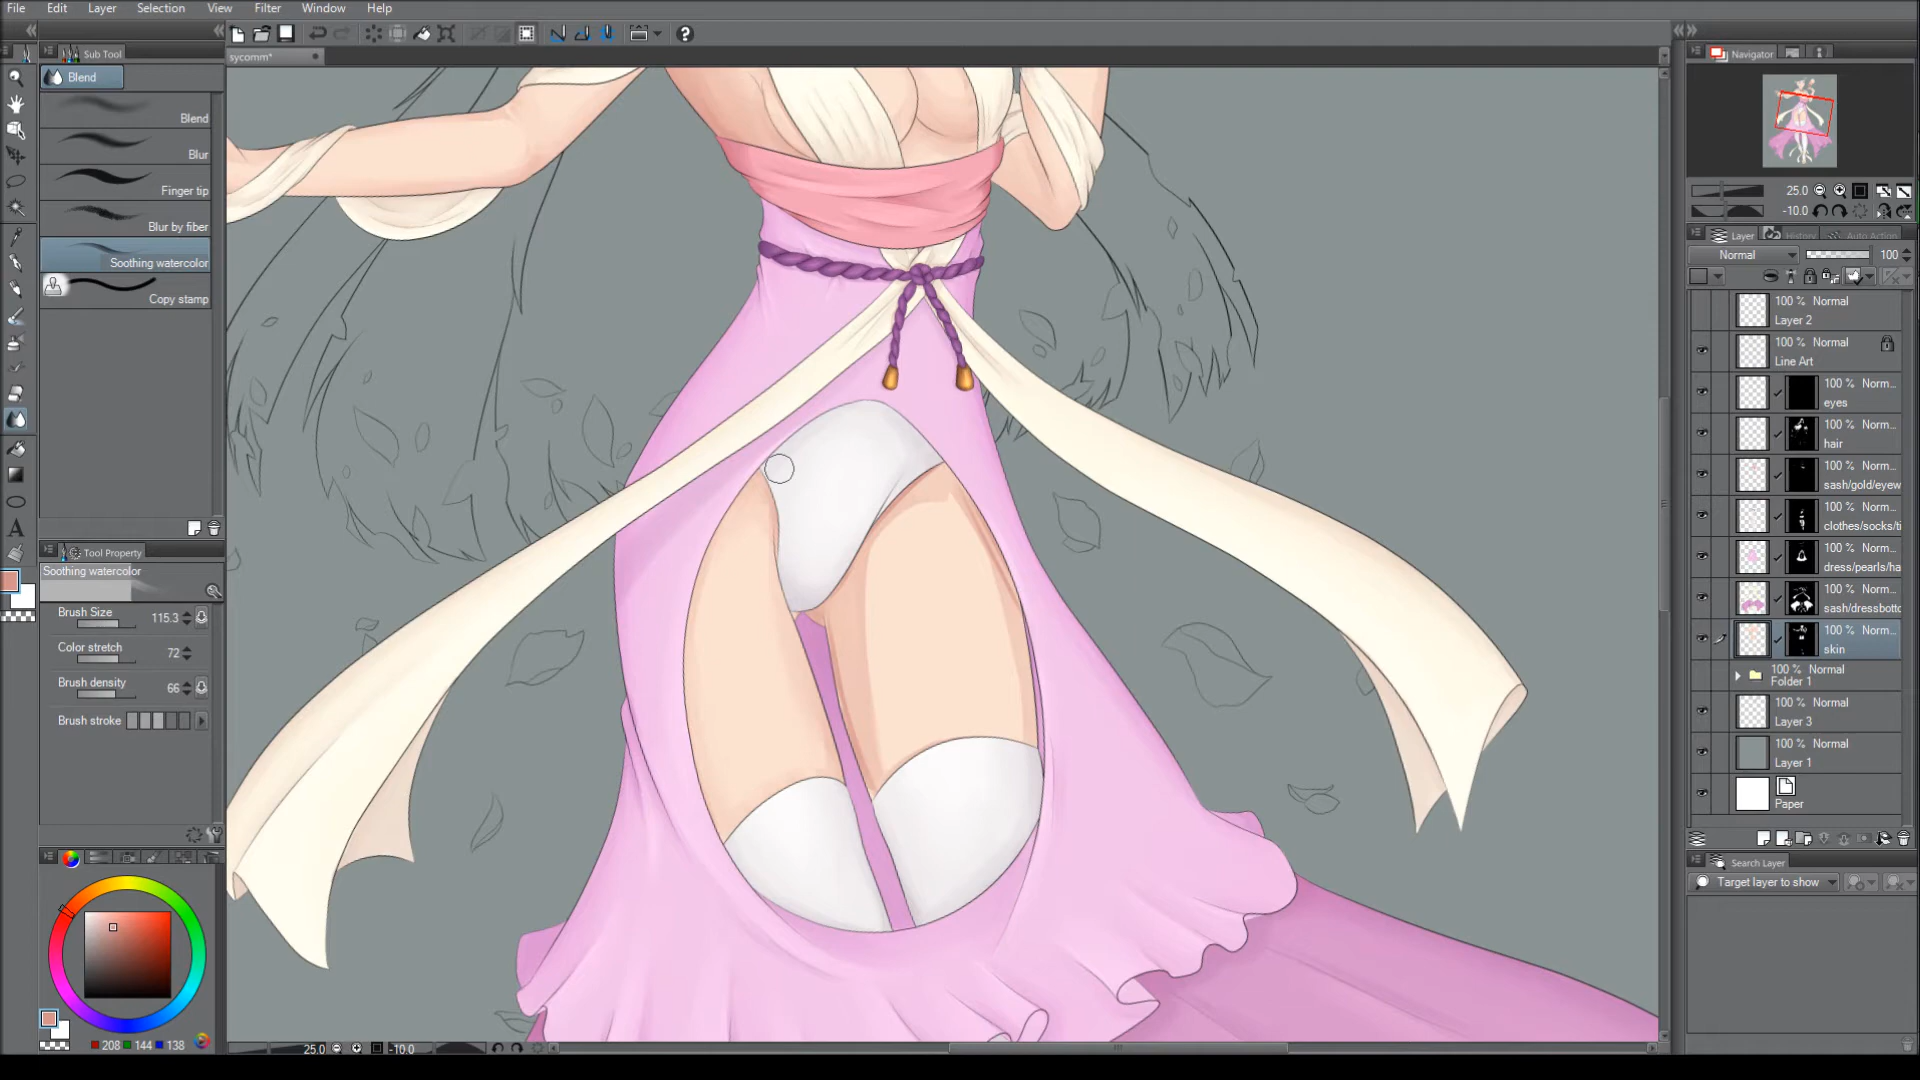 File Edit Layer Selection View Filter Window Help
sycomm*
Sub Tool
Blend
Blend
Blur
Finger tip
Blur by fiber
Soothing watercolor
Copy stamp
Tool Property
Soothing watercolor
Brush Size 115.3
Color stretch 72
Brush density 66
Brush stroke
208 144 138
25.0 -10.0
Navigator
25.0
-10.0
Layer History Auto Action
Normal 100
100 % Normal
Layer 2
100 % Normal
Line Art
100 % Norm...
eyes
100 % Norm...
hair
100 % Norm...
sash/gold/eyew
100 % Norm...
clothes/socks/ti
100 % Norm...
dress/pearls/ha
100 % Norm...
sash/dressbotto
100 % Norm...
skin
100 % Normal
Folder 1
100 % Normal
Layer 3
100 % Normal
Layer 1
Paper
Search Layer
Target layer to show